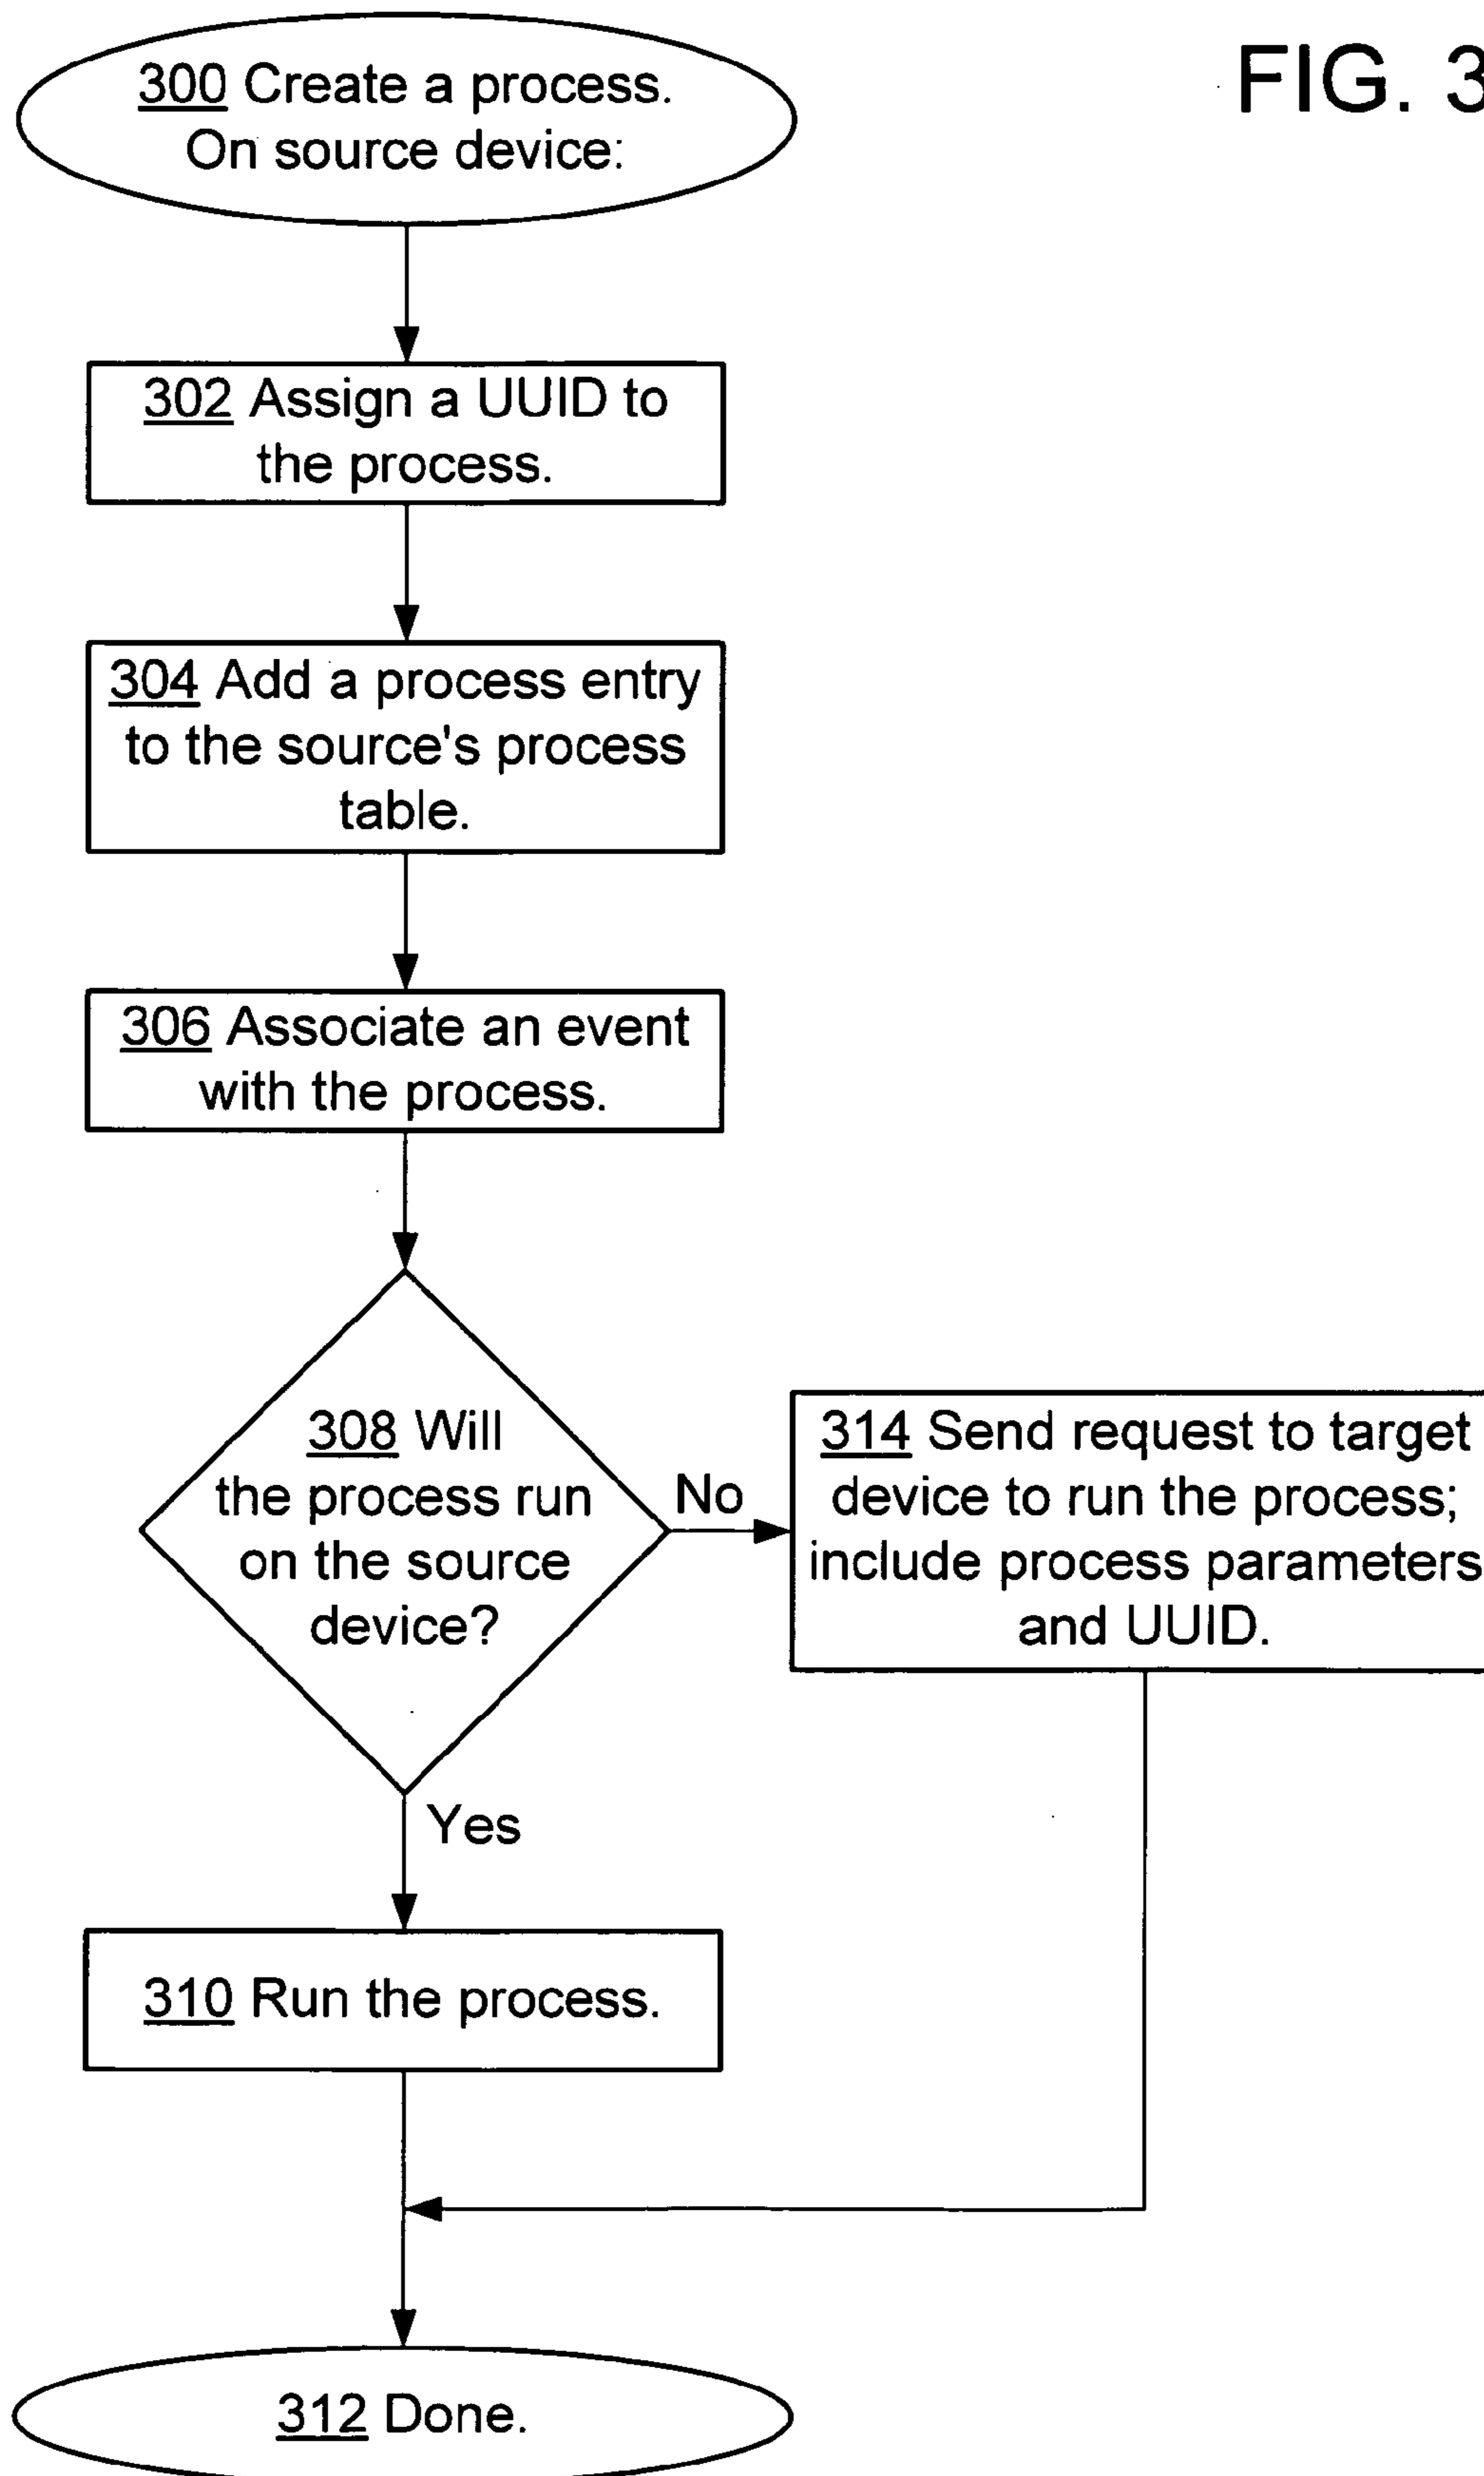 FIG. 3
300 Create a process.
On source device:
302 Assign a UUID to
the process.
304 Add a process entry
to the source's process
table.
306 Associate an event
with the process.
308 Will
the process run
on the source
device?
No
314 Send request to target
device to run the process;
include process parameters
and UUID.
Yes
310 Run the process.
312 Done.